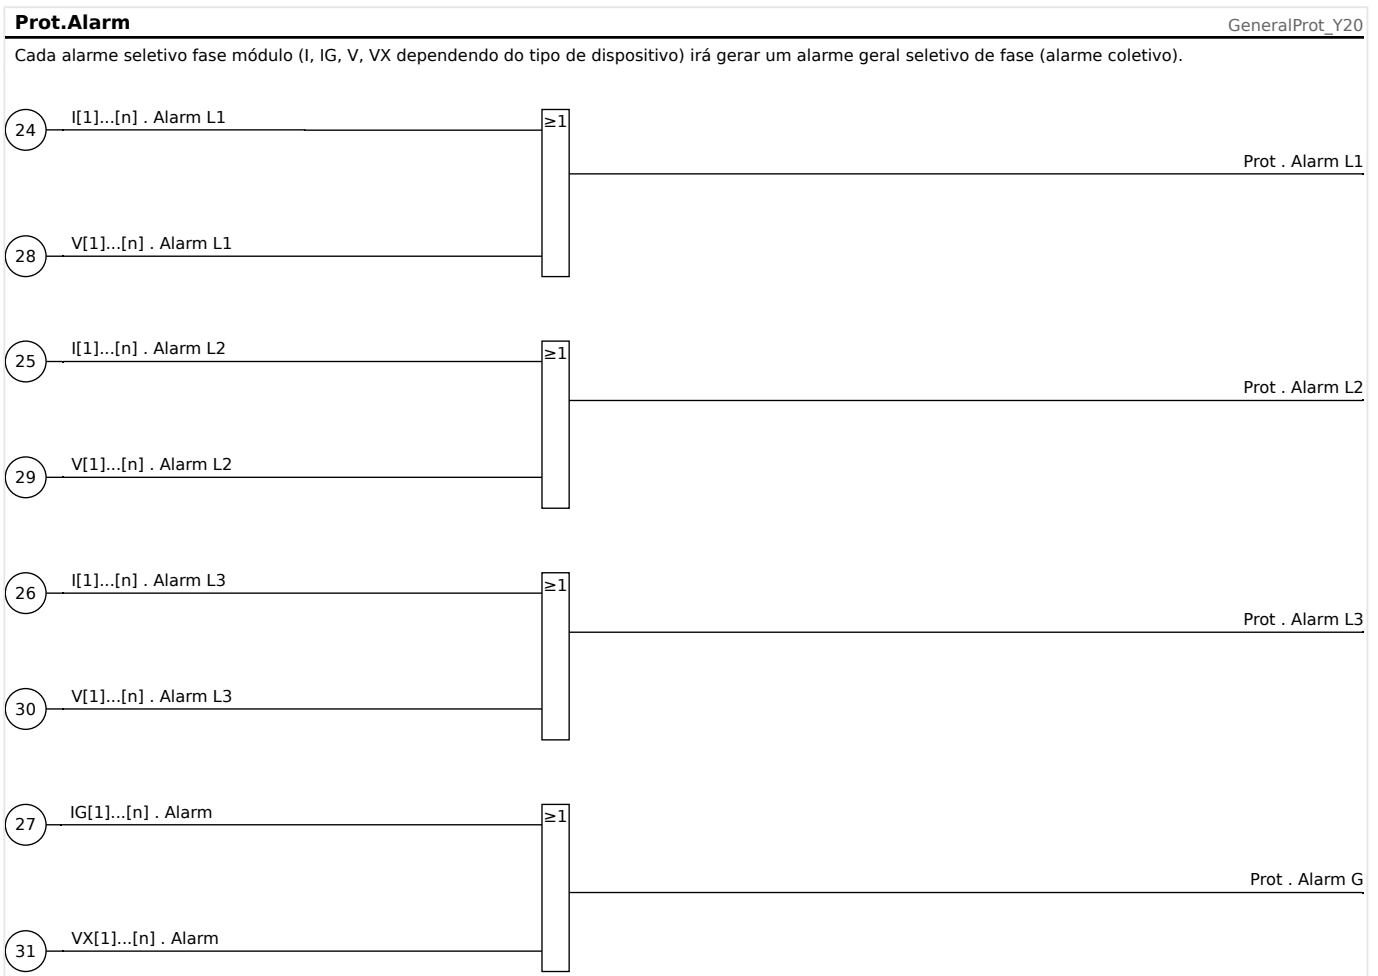 Prot.Alarm
GeneralProt_Y20
Cada alarme seletivo fase módulo (I, IG, V, VX dependendo do tipo de dispositivo) irá gerar um alarme geral seletivo de fase (alarme coletivo).
24
I[1]...[n] . Alarm L1
≥1
Prot . Alarm L1
28
V[1]...[n] . Alarm L1
25
I[1]...[n] . Alarm L2
≥1
Prot . Alarm L2
29
V[1]...[n] . Alarm L2
26
I[1]...[n] . Alarm L3
≥1
Prot . Alarm L3
30
V[1]...[n] . Alarm L3
27
IG[1]...[n] . Alarm
≥1
Prot . Alarm G
31
VX[1]...[n] . Alarm